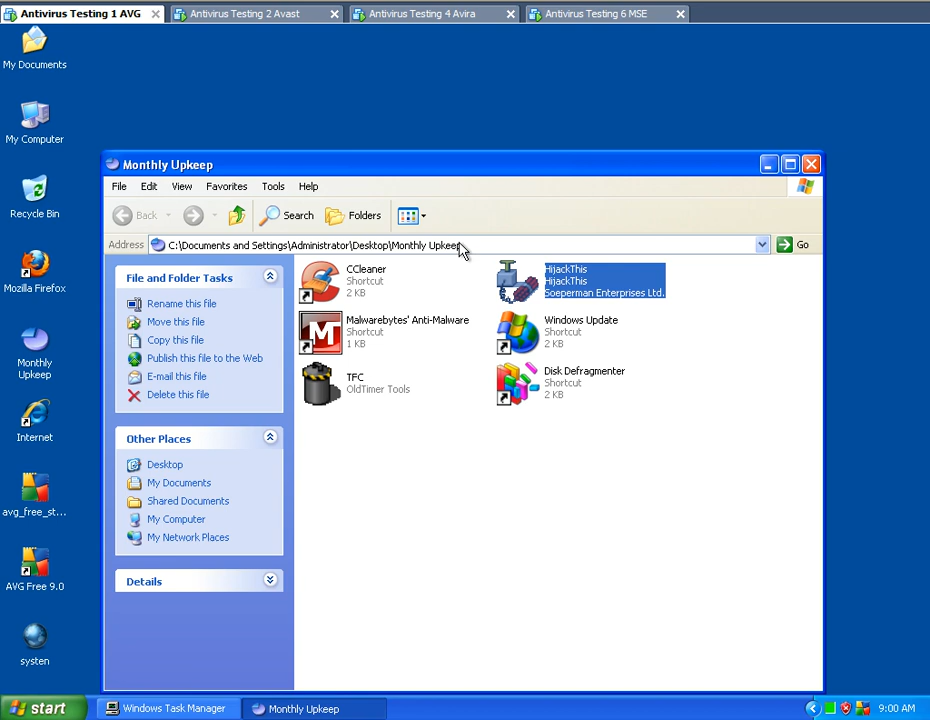 Antivirus Testing 1 AVG
Antivirus Testing 2 Avast
Antivirus Testing 4 Avira
Antivirus Testing 6 MSE
My Documents
My Computer
Recycle Bin
Mozilla Firefox
Monthly
Upkeep
Internet
avg_free_st...
AVG Free 9.0
systen
Monthly Upkeep
File Edit View Favorites Tools Help
Back Search Folders
Address C:\Documents and Settings\Administrator\Desktop\Monthly Upkeep Go
File and Folder Tasks
Rename this file
Move this file
Copy this file
Publish this file to the Web
E-mail this file
Delete this file
Other Places
Desktop
My Documents
Shared Documents
My Computer
My Network Places
Details
CCleaner
Shortcut
2 KB
HijackThis
HijackThis
Soeperman Enterprises Ltd.
Malwarebytes' Anti-Malware
Shortcut
1 KB
Windows Update
Shortcut
2 KB
TFC
OldTimer Tools
Disk Defragmenter
Shortcut
2 KB
start
Windows Task Manager
Monthly Upkeep
9:00 AM